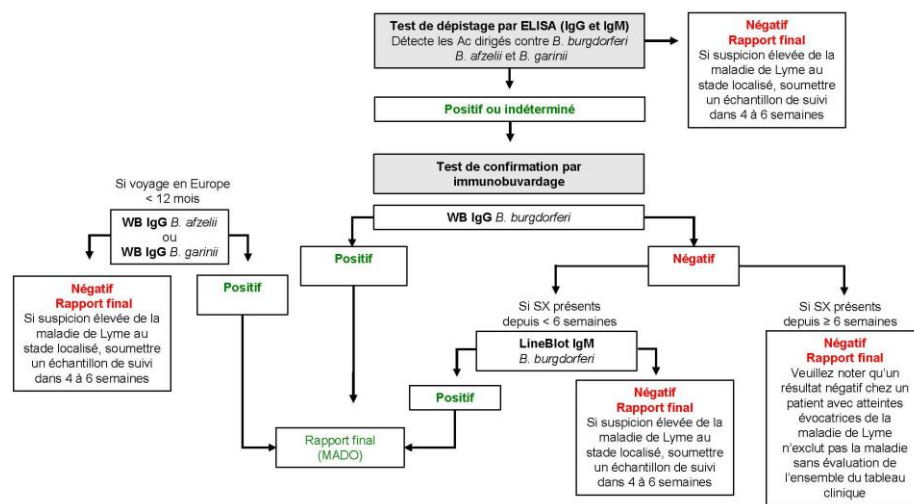 Test de dépistage par ELISA (IgG et IgM)
Détecte les Ac dirigés contre B. burgdorferi
B. afzelii et B. garinii
Négatif
Rapport final
Si suspicion élevée de la
maladie de Lyme au
stade localisé, soumettre
un échantillon de suivi
dans 4 à 6 semaines
Positif ou indéterminé
Test de confirmation par
immunobuvardage
Si voyage en Europe
< 12 mois
WB IgG B. afzelii
ou
WB IgG B. garinii
WB IgG B. burgdorferi
Négatif
Rapport final
Si suspicion élevée de la
maladie de Lyme au
stade localisé, soumettre
un échantillon de suivi
dans 4 à 6 semaines
Positif
Positif
Négatif
Si SX présents
depuis < 6 semaines
Si SX présents
depuis ≥ 6 semaines
LineBlot IgM
B. burgdorferi
Positif
Négatif
Rapport final
Si suspicion élevée de la
maladie de Lyme au
stade localisé, soumettre
un échantillon de suivi
dans 4 à 6 semaines
Négatif
Rapport final
Veuillez noter qu'un
résultat négatif chez un
patient avec atteintes
évocatrices de la
maladie de Lyme
n'exclut pas la maladie
sans évaluation de
l'ensemble du tableau
clinique
Rapport final
(MADO)